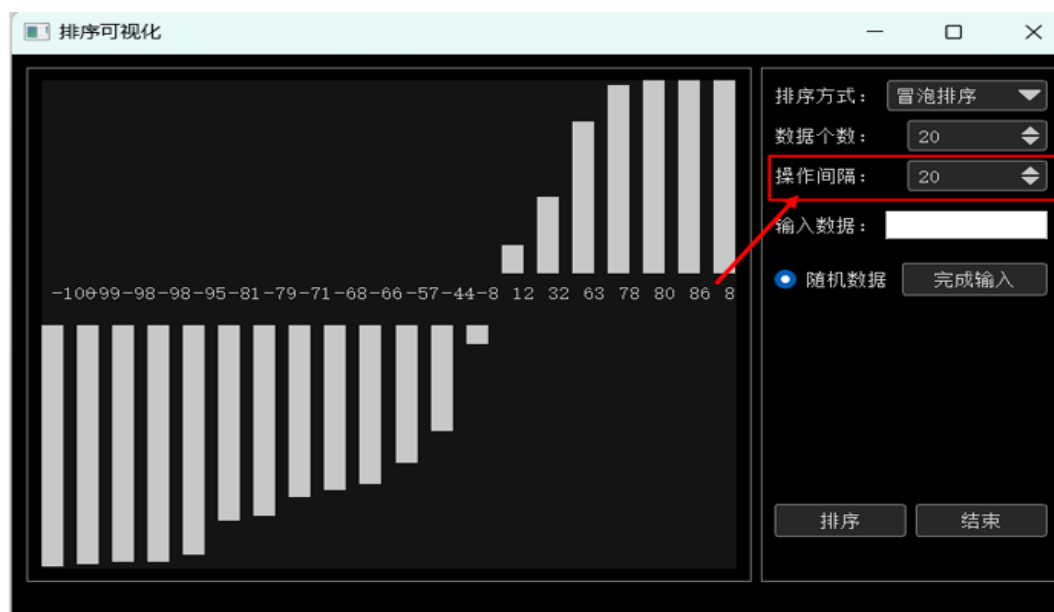 排序可视化
排序方式： 冒泡排序
数据个数： 20
操作间隔： 20
输入数据：
-100-99-98-98-95-81-79-71-68-66-57-44-8 12 32 63 78 80 86 8
随机数据 完成输入
排序 结束